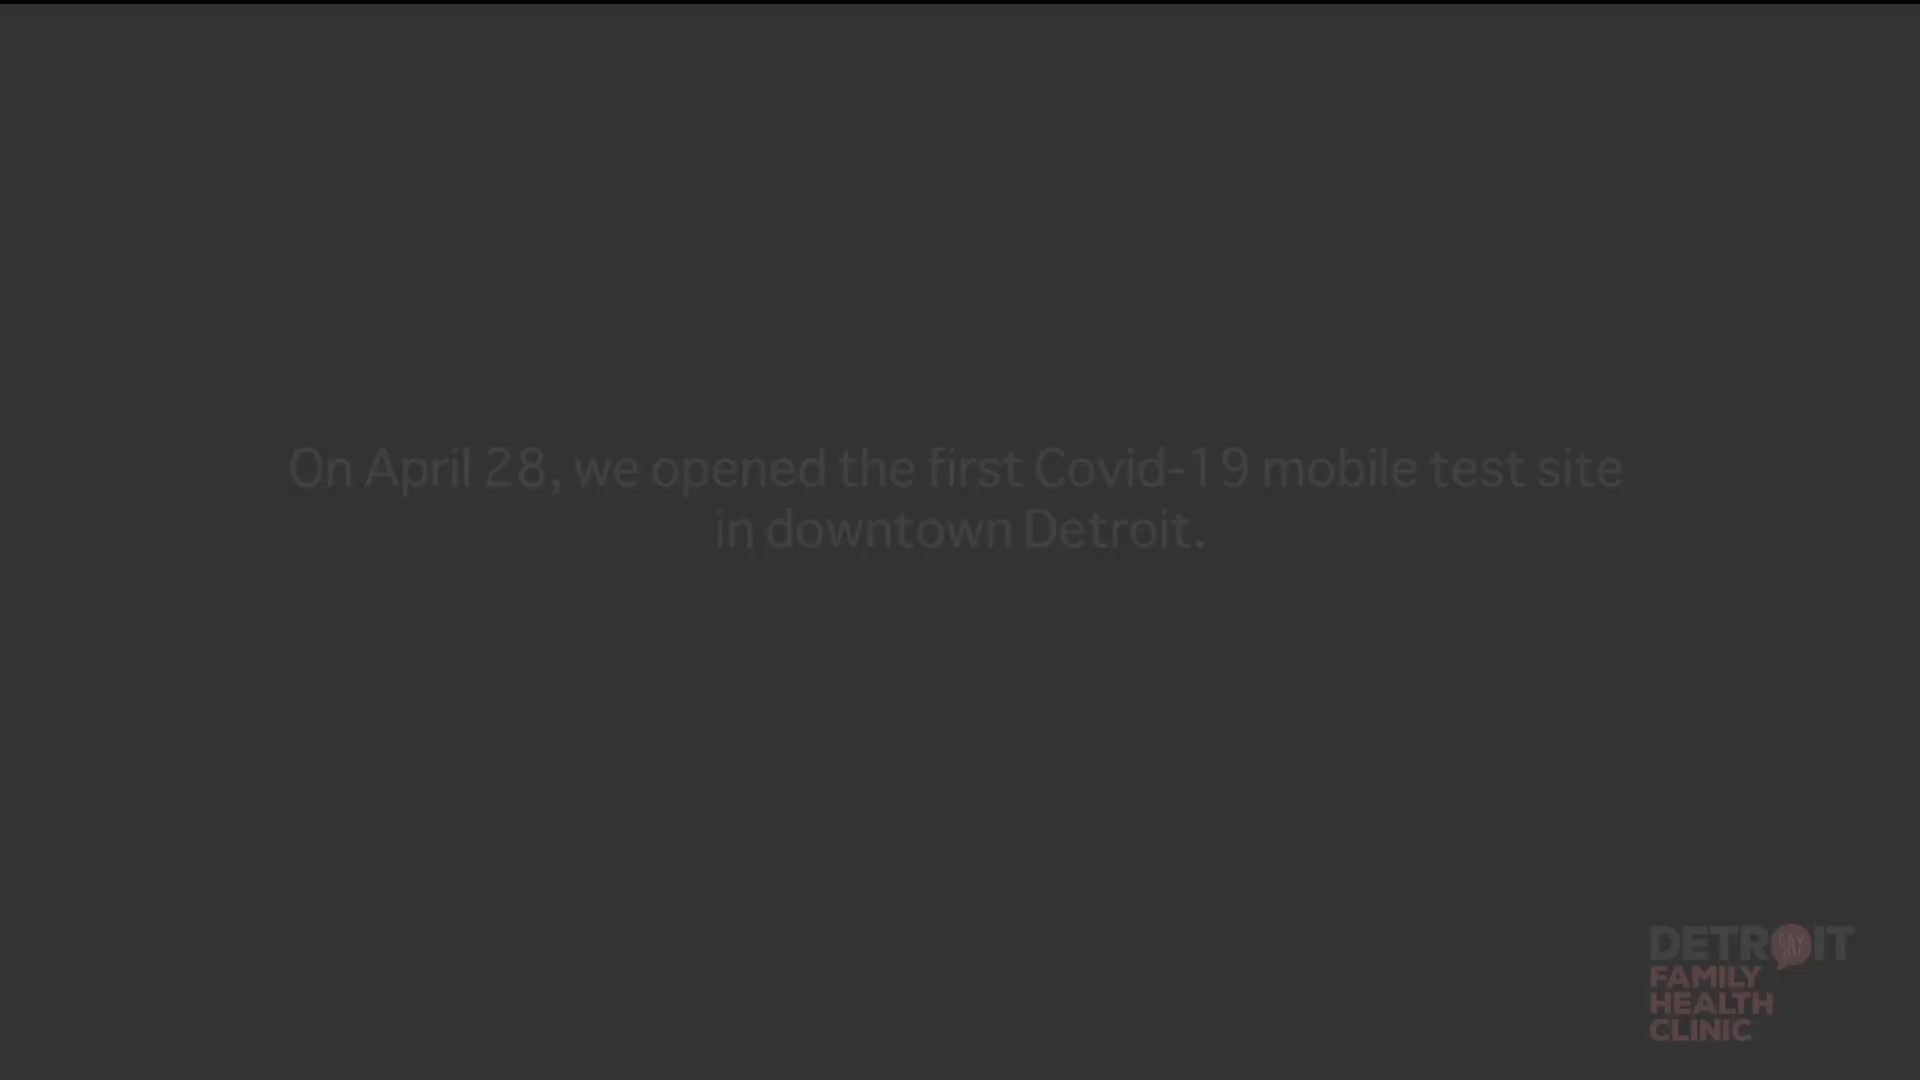 On April 28, we opened the first Covid-19 mobile test site
in downtown Detroit.
DETROIT
SAY
FAMILY
HEALTH
CLINIC